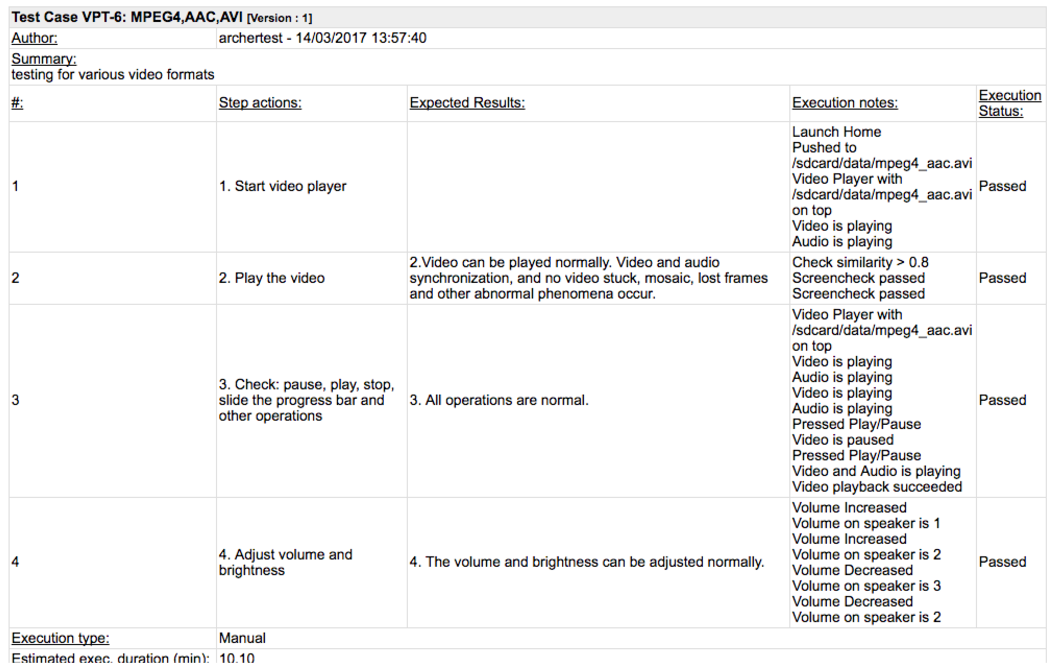 Test Case VPT-6: MPEG4,AAC,AVI [Version : 1]
Author: archertest - 14/03/2017 13:57:40
Summary:
testing for various video formats
#: Step actions: Expected Results: Execution notes: Execution
Status:
1
1. Start video player
Launch Home
Pushed to
/sdcard/data/mpeg4_aac.avi
Video Player with
/sdcard/data/mpeg4_aac.avi
on top
Video is playing
Audio is playing
Passed
2
2. Play the video
2.Video can be played normally. Video and audio
synchronization, and no video stuck, mosaic, lost frames
and other abnormal phenomena occur.
Check similarity > 0.8
Screencheck passed
Screencheck passed
Passed
3
3. Check: pause, play, stop,
slide the progress bar and
other operations
3. All operations are normal.
Video Player with
/sdcard/data/mpeg4_aac.avi
on top
Video is playing
Audio is playing
Video is playing
Audio is playing
Pressed Play/Pause
Video is paused
Pressed Play/Pause
Video and Audio is playing
Video playback succeeded
Passed
4
4. Adjust volume and
brightness
4. The volume and brightness can be adjusted normally.
Volume Increased
Volume on speaker is 1
Volume Increased
Volume on speaker is 2
Volume Decreased
Volume on speaker is 3
Volume Decreased
Volume on speaker is 2
Passed
Execution type: Manual
Estimated exec. duration (min): 10.10